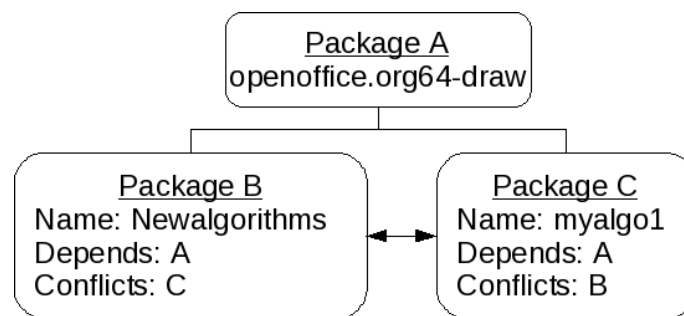 Package A
openoffice.org64-draw
Package B
Name: Newalgorithms
Depends: A
Conflicts: C
Package C
Name: myalgo1
Depends: A
Conflicts: B